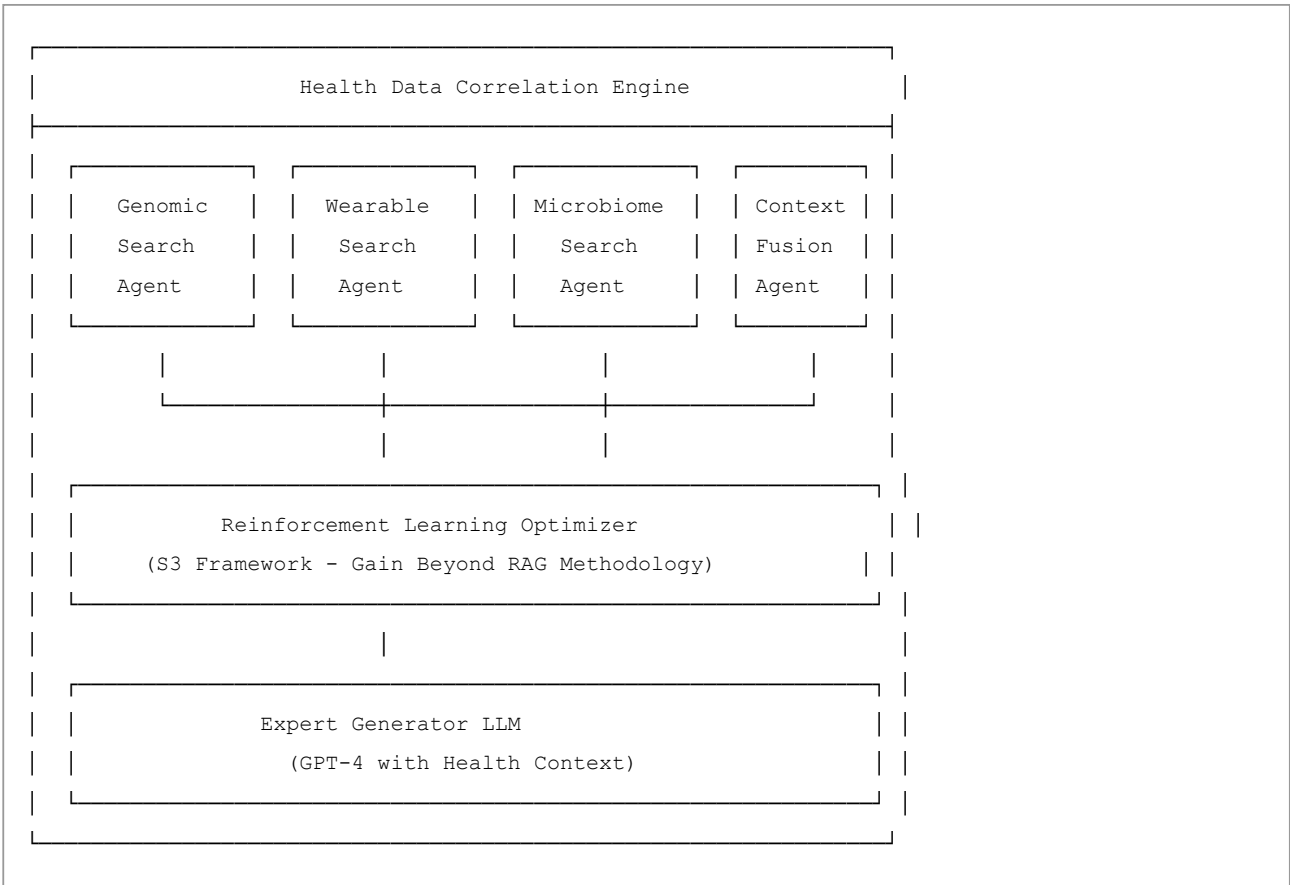 Health Data Correlation Engine
Genomic Wearable Microbiome Context
Search Search Search Fusion
Agent Agent Agent Agent
Reinforcement Learning Optimizer
(S3 Framework - Gain Beyond RAG Methodology)
Expert Generator LLM
(GPT-4 with Health Context)